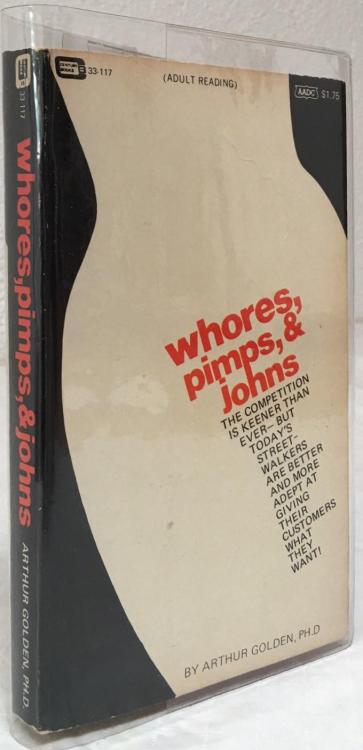 33-117
(ADULT READING)
AADC
$1.75
whores,
pimps, &
johns
THE COMPETITION
IS KEENER THAN
EVER—BUT
TODAY'S
STREET-
WALKERS
ARE BETTER
AND MORE
ADEPT AT
GIVING
THEIR
CUSTOMERS
WHAT
THEY
WANT!
BY ARTHUR GOLDEN, PH.D
33-117
whores,pimps,&johns
ARTHUR GOLDEN, PH.D.